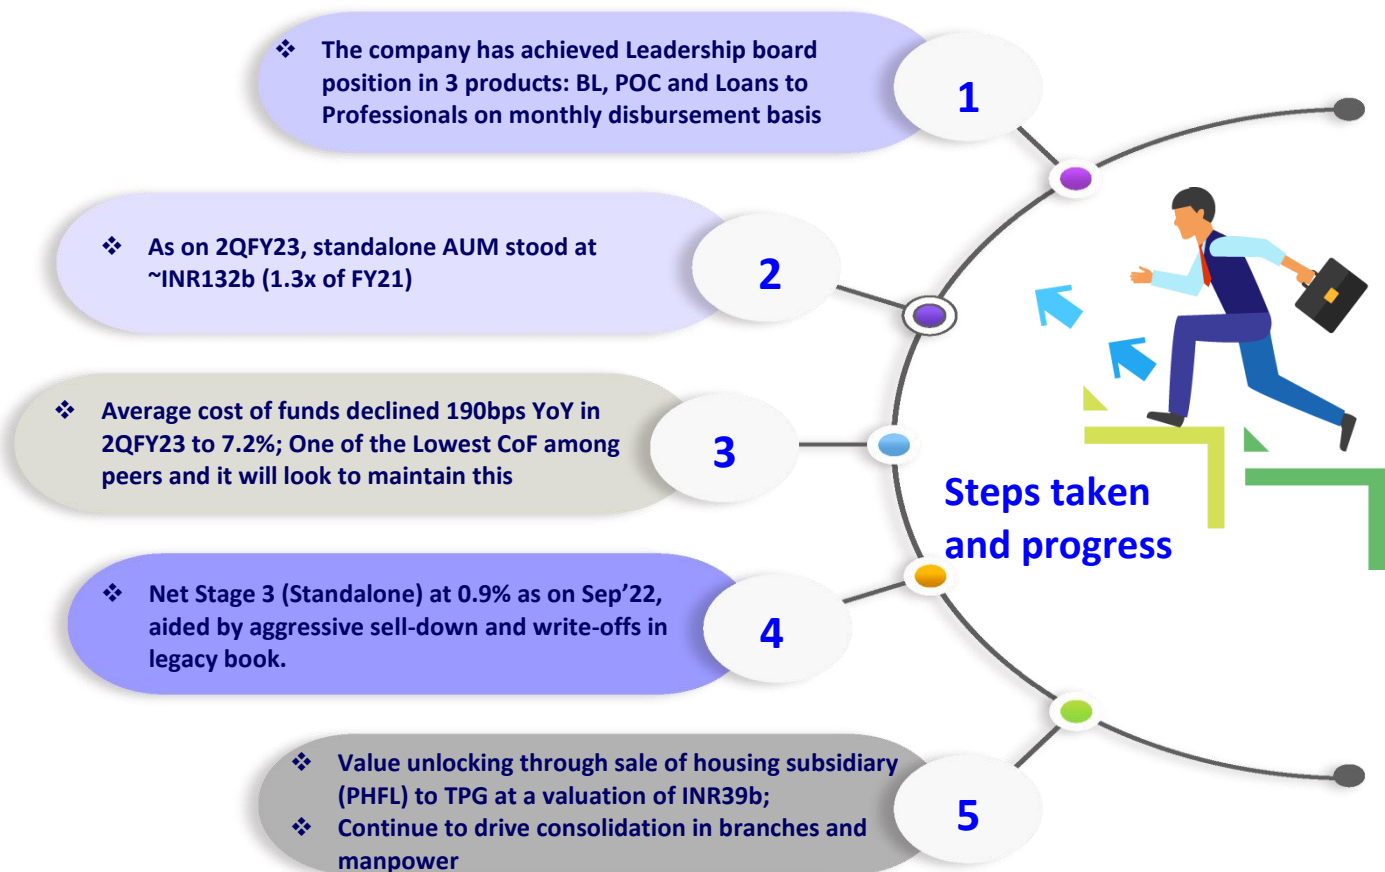 ❖ The company has achieved Leadership board
position in 3 products: BL, POC and Loans to
Professionals on monthly disbursement basis
1
❖ As on 2QFY23, standalone AUM stood at
~INR132b (1.3x of FY21)
2
❖ Average cost of funds declined 190bps YoY in
2QFY23 to 7.2%; One of the Lowest CoF among
peers and it will look to maintain this
3
Steps taken
and progress
❖ Net Stage 3 (Standalone) at 0.9% as on Sep’22,
aided by aggressive sell-down and write-offs in
legacy book.
4
❖ Value unlocking through sale of housing subsidiary
(PHFL) to TPG at a valuation of INR39b;
❖ Continue to drive consolidation in branches and
manpower
5